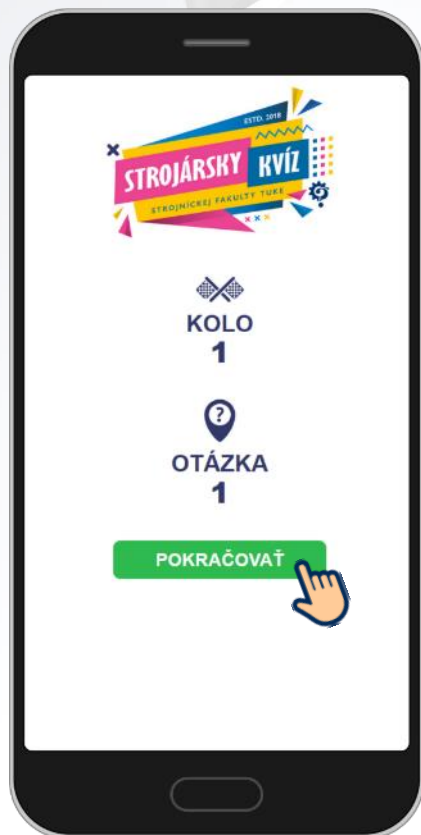 ESTD. 2018
STROJÁRSKY KVÍZ
STROJNÍCKEJ FAKULTY TUKE
KOLO
1
?
OTÁZKA
1
POKRAČOVAŤ